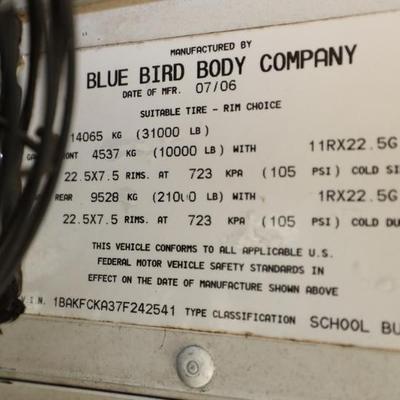 MANUFACTURED BY
BLUE BIRD BODY COMPANY
DATE OF MFR. 07/06
SUITABLE TIRE - RIM CHOICE
14065 KG (31000 LB)
4537 KG (10000 LB) WITH 11RX22.5G
22.5X7.5 RIMS. AT 723 KPA (105 PSI) COLD
REAR 9528 KG (21000 LB) WITH 1RX22.5G
22.5X7.5 RIMS. AT 723 KPA (105 PSI) COLD
THIS VEHICLE CONFORMS TO ALL APPLICABLE U.S.
FEDERAL MOTOR VEHICLE SAFETY STANDARDS IN
EFFECT ON THE DATE OF MANUFACTURE SHOWN ABOVE
V.I.N. 1BAKFCKA37F242541 TYPE CLASSIFICATION SCHOOL BU